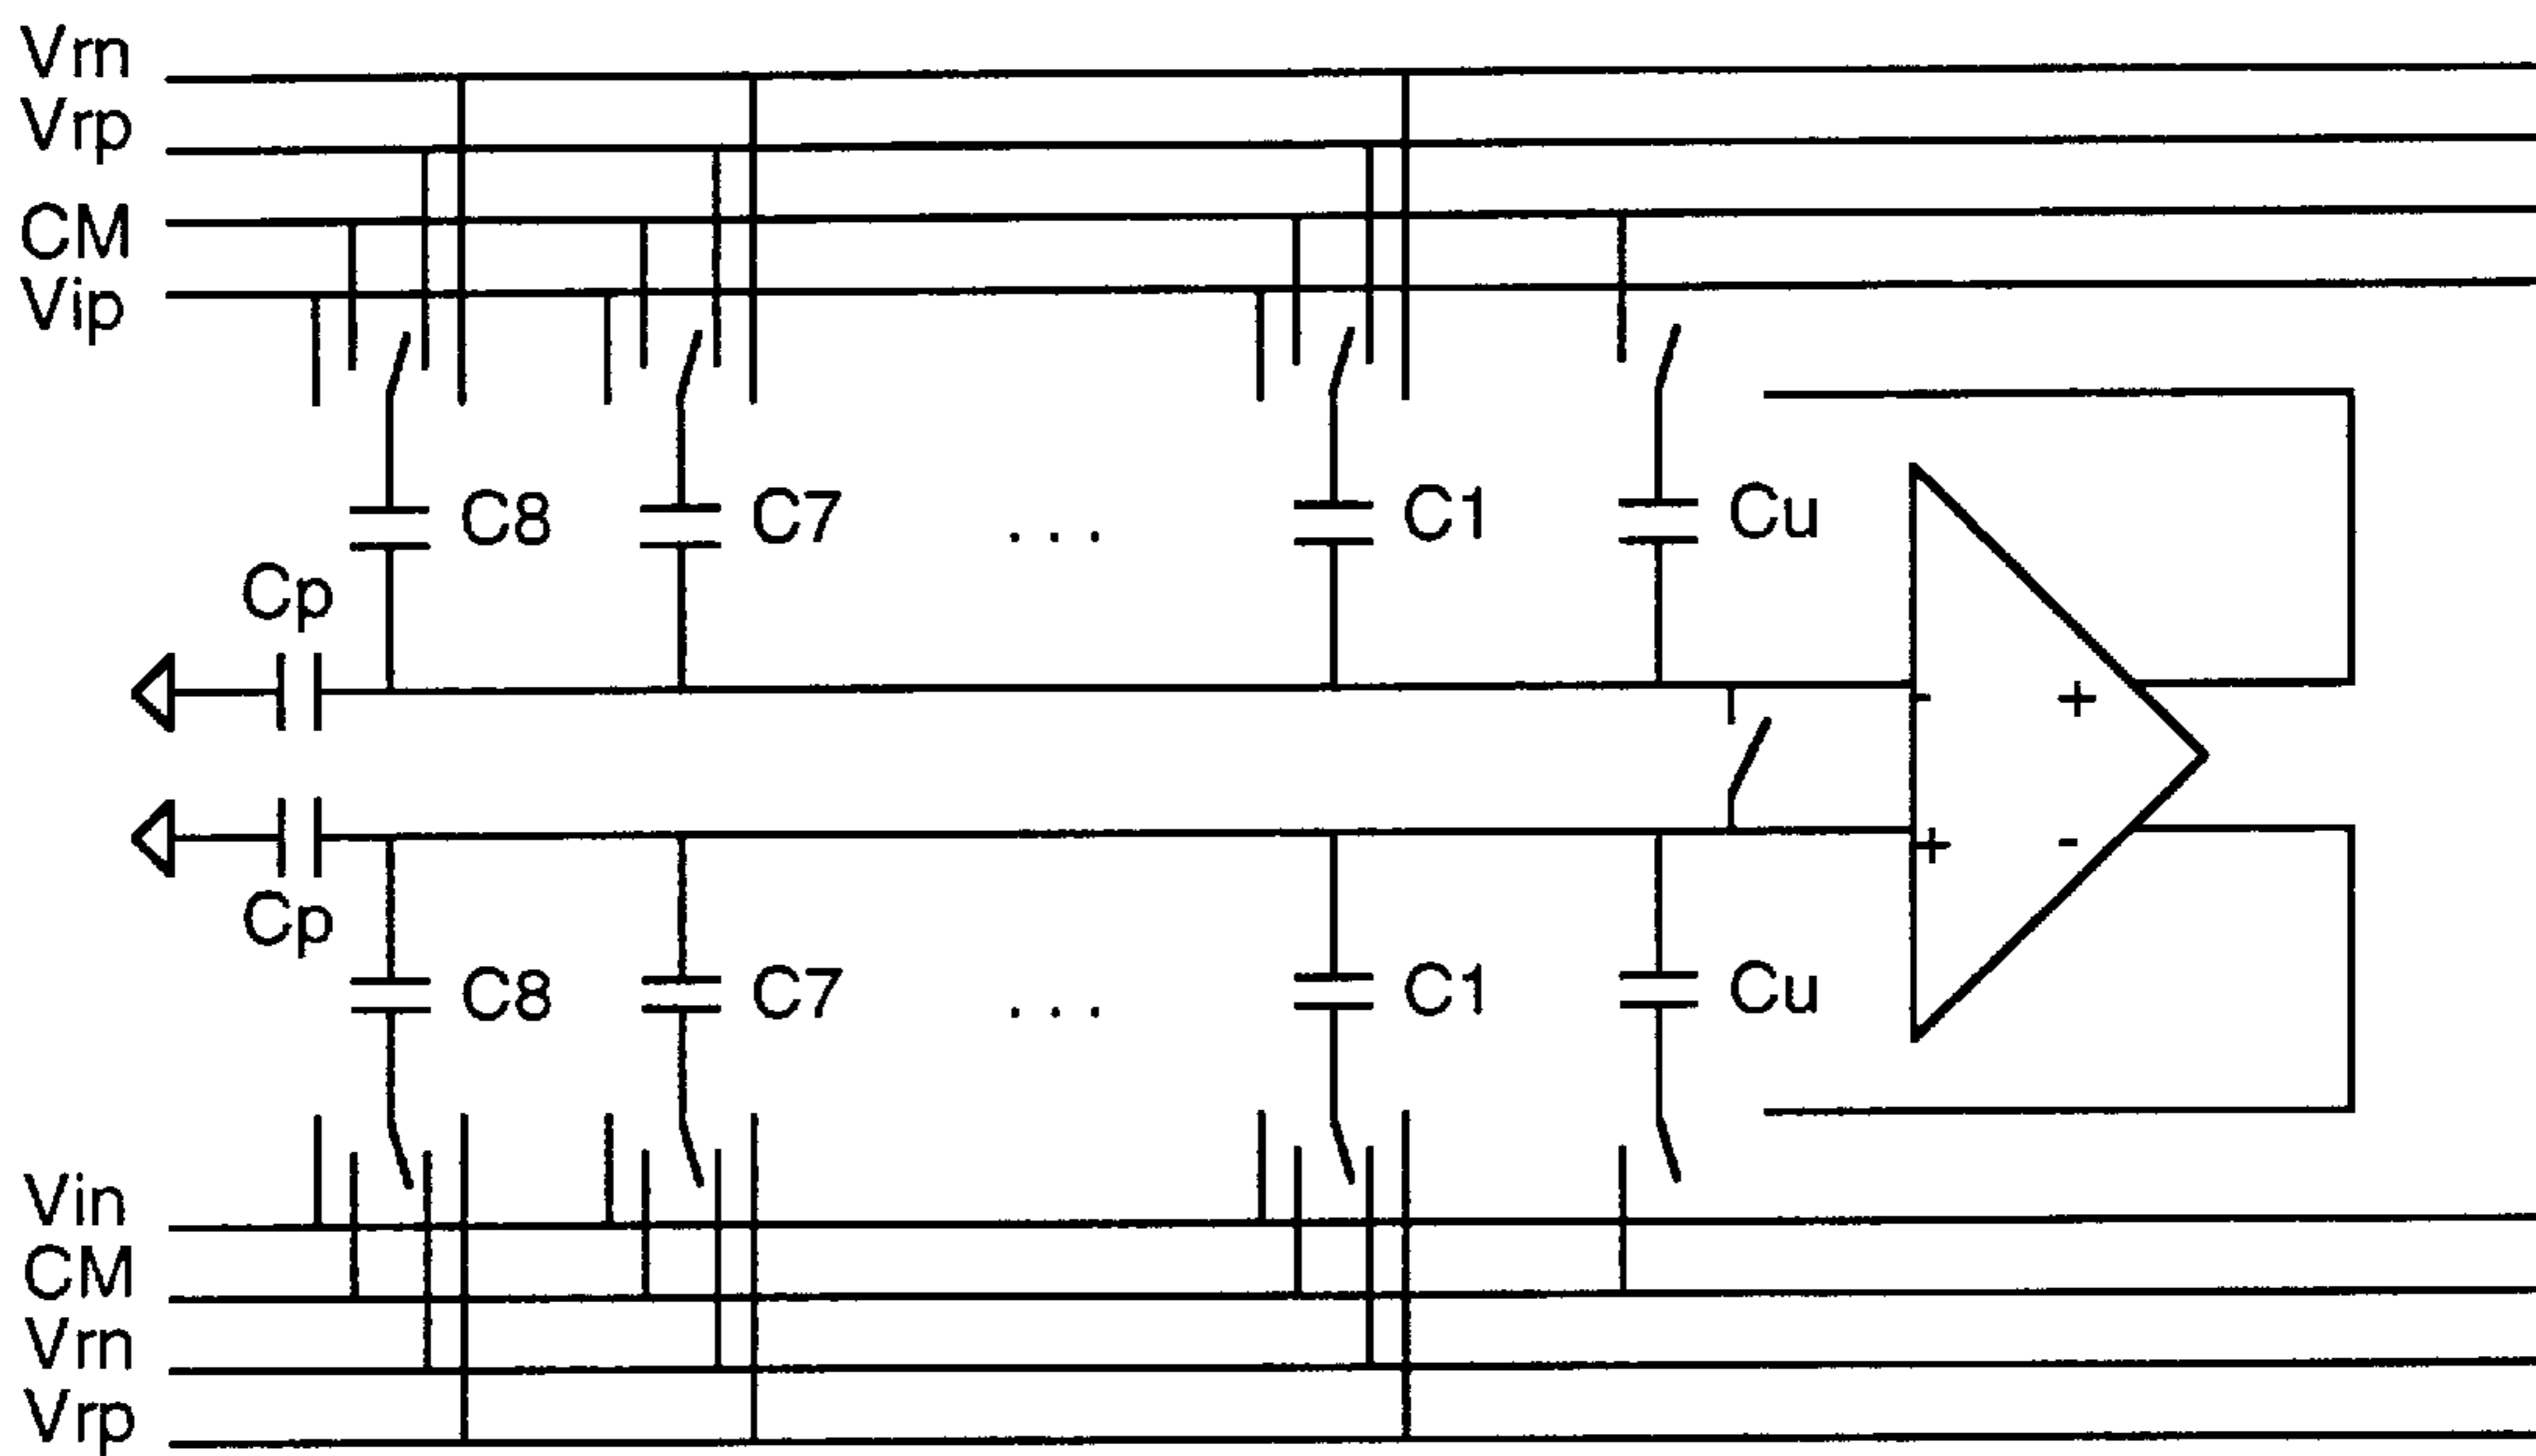 Vrn
Vrp
CM
Vip
C8 C7 ... C1 Cu
Cp
- +
+ -
Cp
C8 C7 ... C1 Cu
Vin
CM
Vrn
Vrp